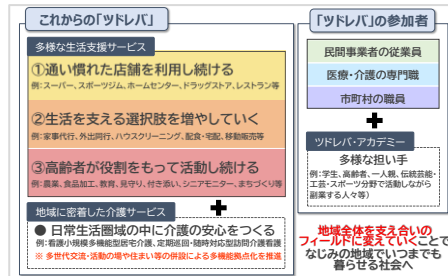 これからの「ツドレバ」
多様な生活支援サービス
①通い慣れた店舗を利用し続ける
例：スーパー、スポーツジム、ホームセンター、ドラッグストア、レストラン等
②生活を支える選択肢を増やしていく
例：家事代行、外出同行、ハウスクリーニング、配食・宅配、移動販売等
③高齢者が役割をもって活動し続ける
例：農業、食品加工、教育、見守り、付き添い、シニアモニター、まちづくり等
＋
地域に密着した介護サービス
● 日常生活圏域の中に介護の安心をつくる
例：看護小規模多機能型居宅介護、定期巡回・随時対応型訪問介護看護
※ 多世代交流・活動の場や住まい等の併設による多機能拠点化を推進
「ツドレバ」の参加者
民間事業者の従業員
医療・介護の専門職
市町村の職員
＋
ツドレバ・アカデミー
多様な担い手
例：学生、高齢者、一人親、伝統芸能・
工芸・スポーツ分野で活動しながら
副業する人々等）
地域全体を支え合いの
フィールドに変えていくことで
なじみの地域でいつまでも
暮らせる社会へ